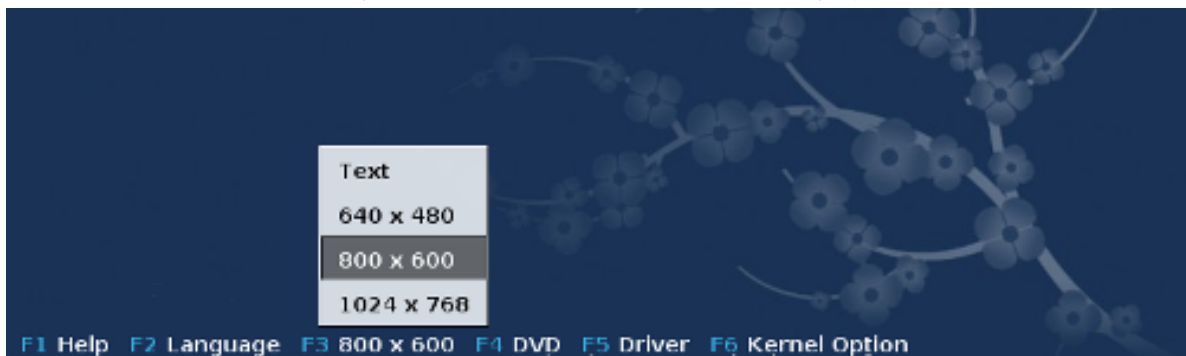 Text
640 x 480
800 x 600
1024 x 768
F1 Help F2 Language F3 800 x 600 F4 DVD F5 Driver F6 Kernel Option